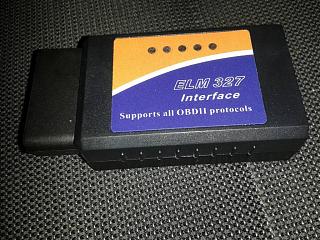 ELM 327
Interface
Supports all OBDII protocols